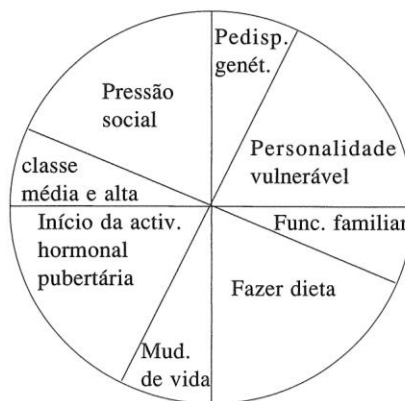 Pedisp.
genét.
Personalidade
vulnerável
Func. familiar
Fazer dieta
Mud.
de vida
Início da activ.
hormonal
pubertária
classe
média e alta
Pressão
social